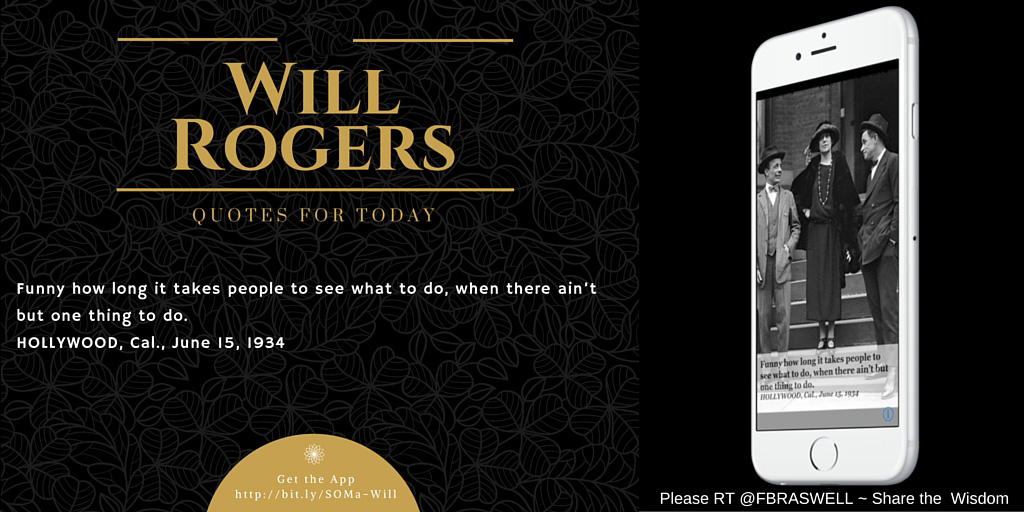 WILL
ROGERS
QUOTES FOR TODAY
Funny how long it takes people to see what to do, when there ain't
but one thing to do.
HOLLYWOOD, Cal., June 15, 1934
Get the App
http://bit.ly/SOMa-Will
Funny how long it takes people to
see what to do, when there ain't but
one thing to do.
HOLLYWOOD, Cal., June 15, 1934
Please RT @FBRASWELL ~ Share the Wisdom